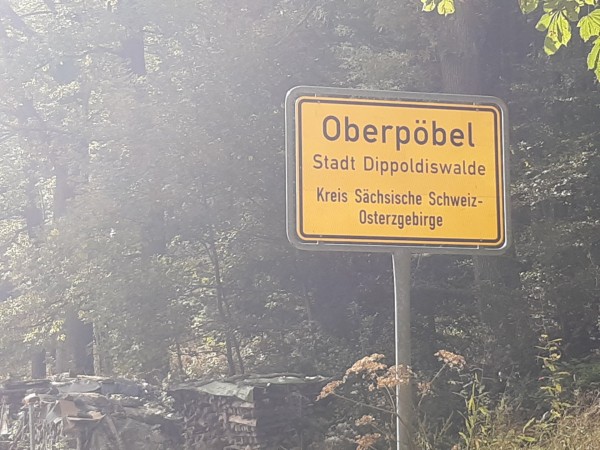 Oberpöbel
Stadt Dippoldiswalde
Kreis Sächsische Schweiz-
Osterzgebirge